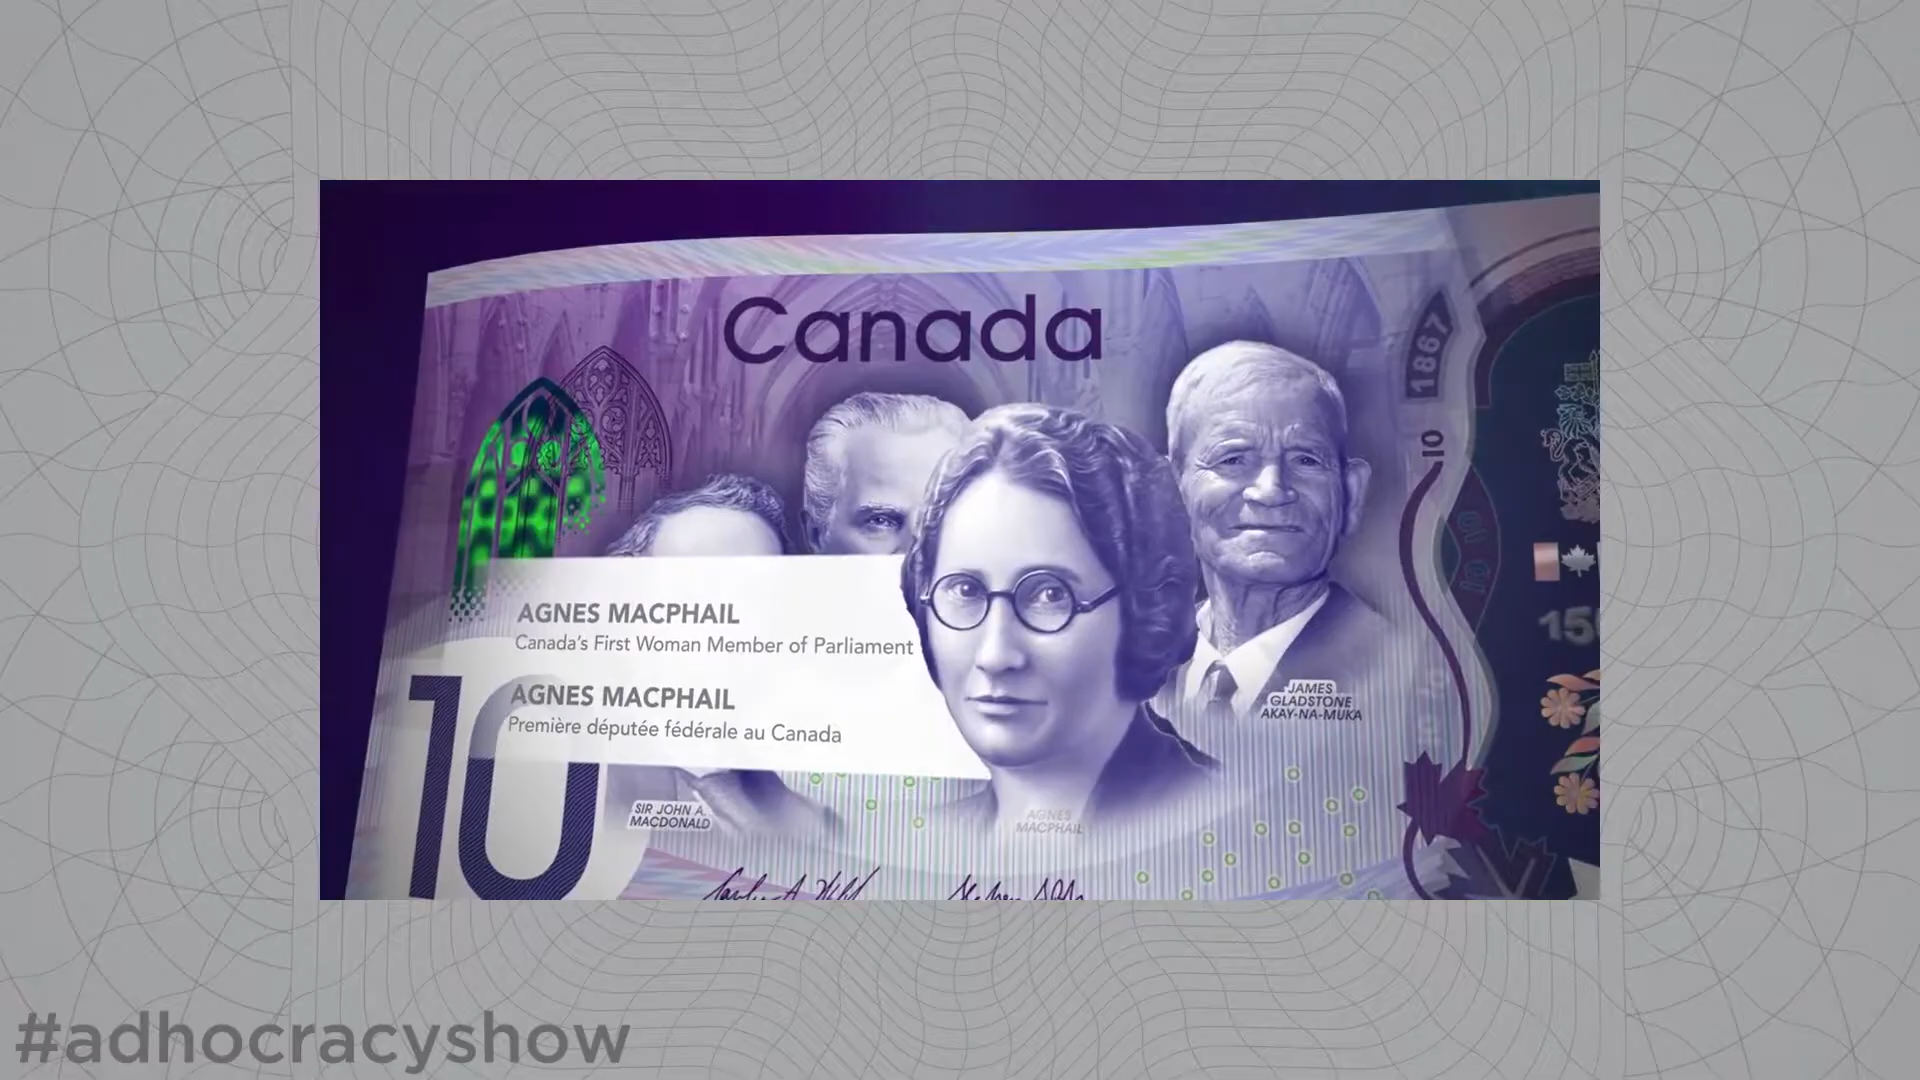 Canada
1867
10
AGNES MACPHAIL
Canada's First Woman Member of Parliament
AGNES MACPHAIL
Première députée fédérale au Canada
10
JAMES
GLADSTONE
AKAY-NA-MUKA
SIR JOHN A.
MACDONALD
AGNES
MACPHAIL
#adhocracyshow